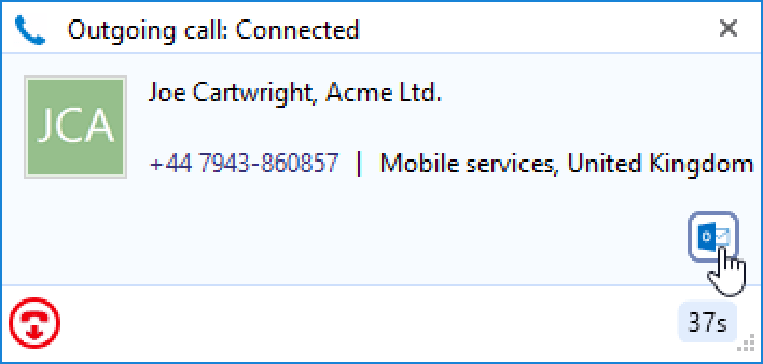 Outgoing call: Connected
JCA
Joe Cartwright, Acme Ltd.
+44 7943-860857 | Mobile services, United Kingdom
37s